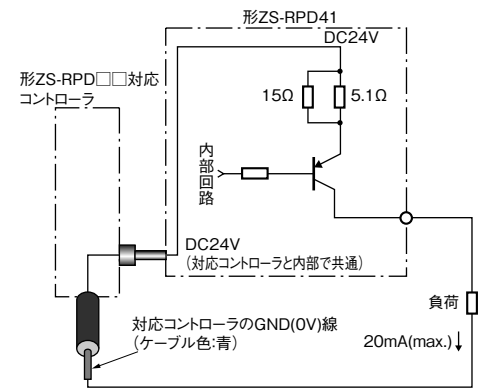 形ZS-RPD41
DC24V
形ZS-RPD□□対応
コントローラ
15Ω
5.1Ω
内部回路
DC24V
(対応コントローラと内部で共通)
負荷
20mA(max.)↓
対応コントローラのGND(0V)線
(ケーブル色:青)